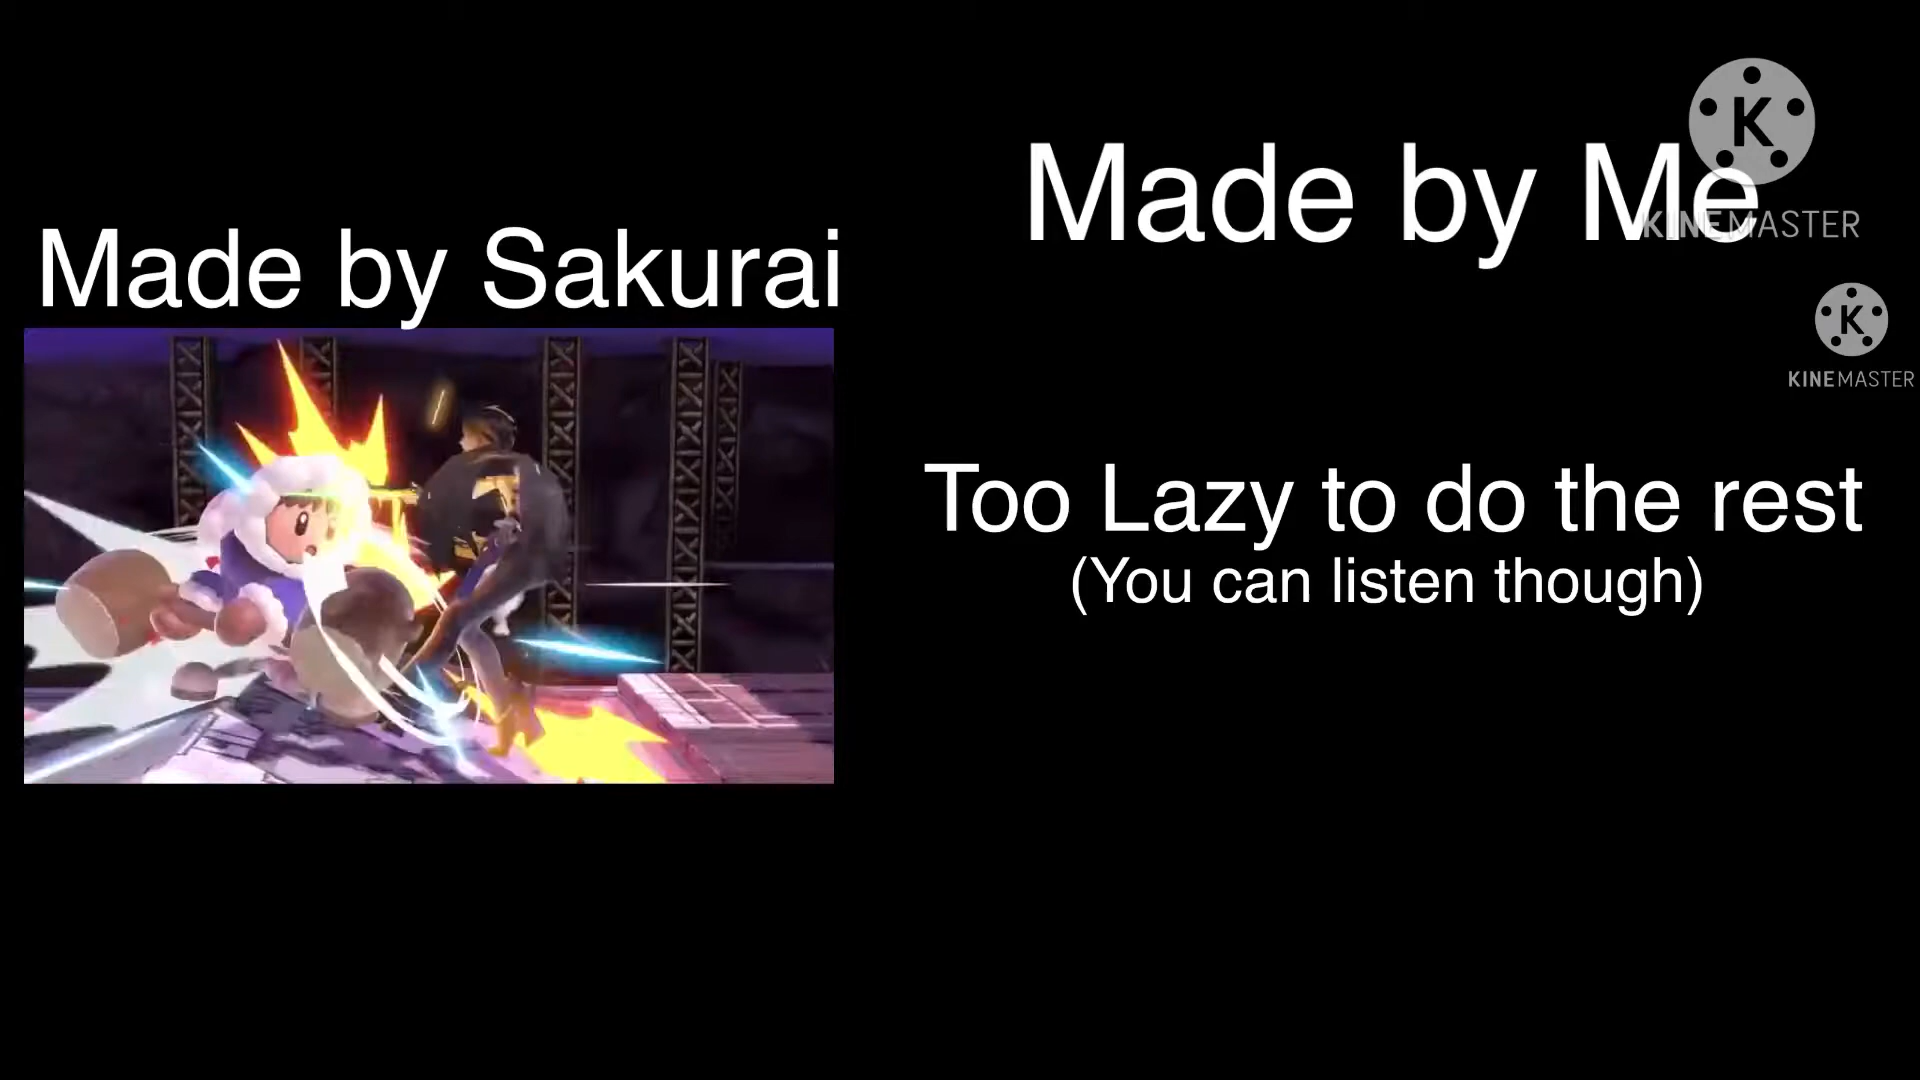 Made by Me
K
KINEMASTER
Made by Sakurai
K
KINEMASTER
Too Lazy to do the rest
(You can listen though)